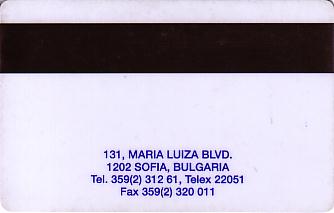 131, MARIA LUIZA BLVD.
1202 SOFIA, BULGARIA
Tel. 359(2) 312 61, Telex 22051
Fax 359(2) 320 011